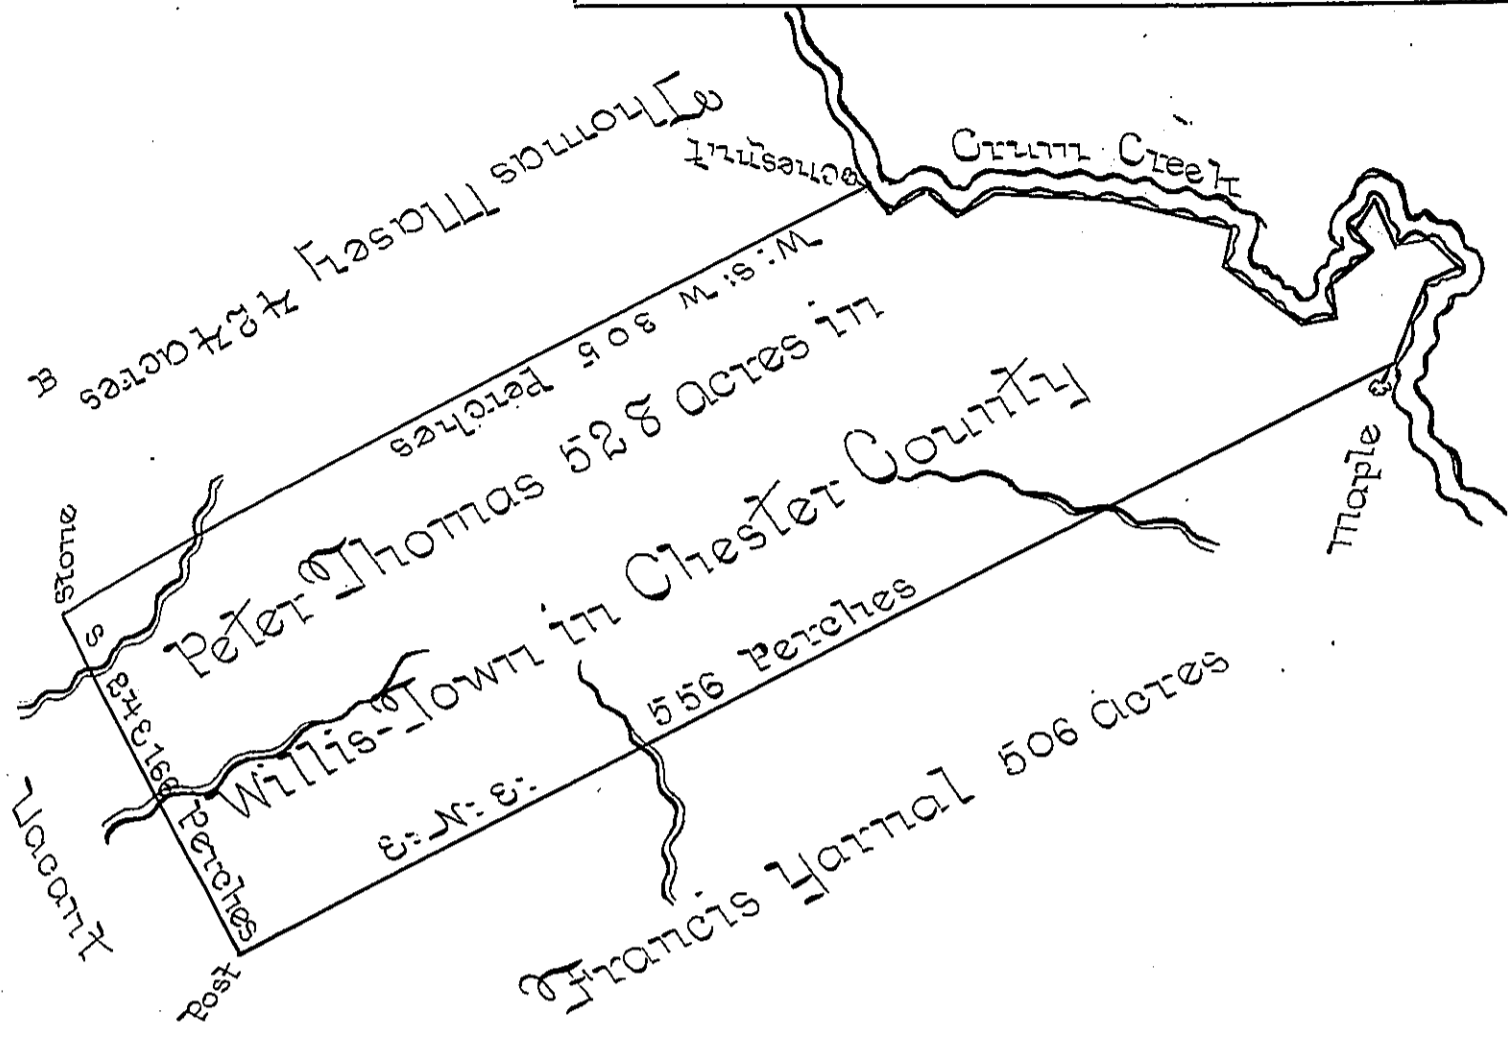 Thomas Masey
424 acres
B
Crum Creek
Chesnut
W:S:W 305 Perches
Peter Thomas 528 acres in
Willis-Town in Chester County
Stone
S
Perches
Vacant
Post
E:N:E:
556 Perches
Maple
Francis Yarnal 506 acres